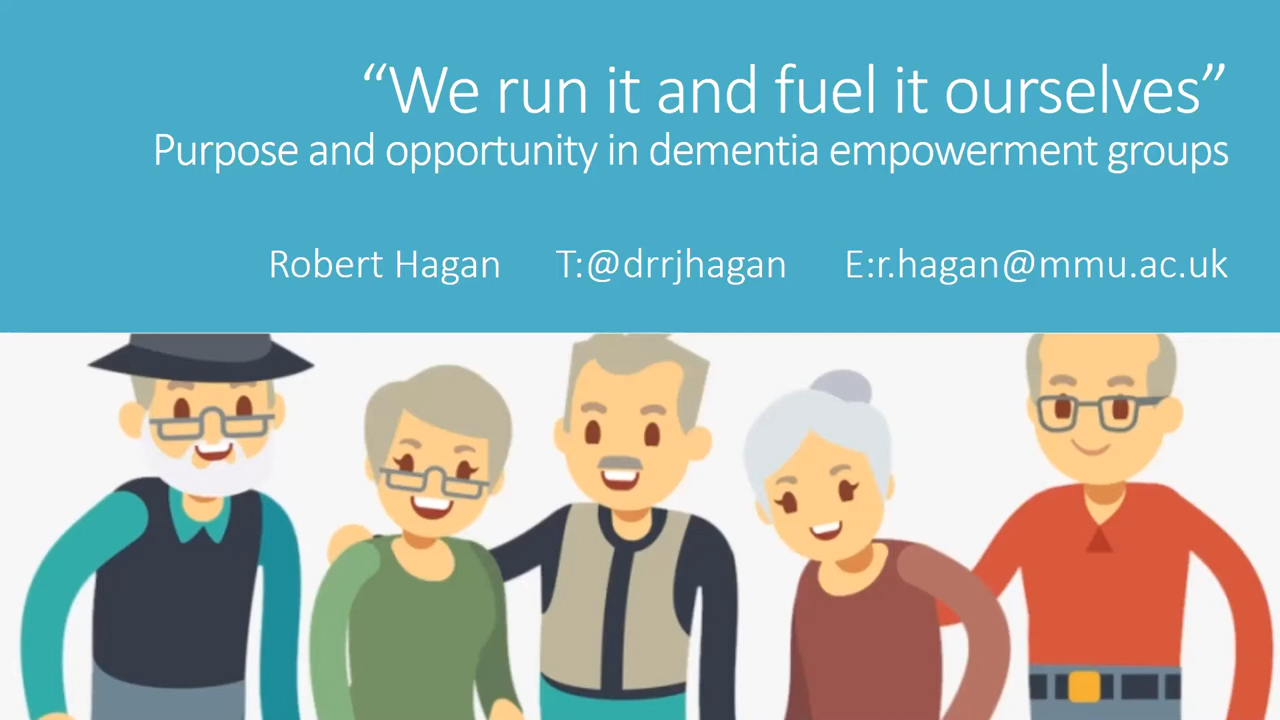 “We run it and fuel it ourselves”
Purpose and opportunity in dementia empowerment groups
Robert Hagan T:@drrjhagan E:r.hagan@mmu.ac.uk